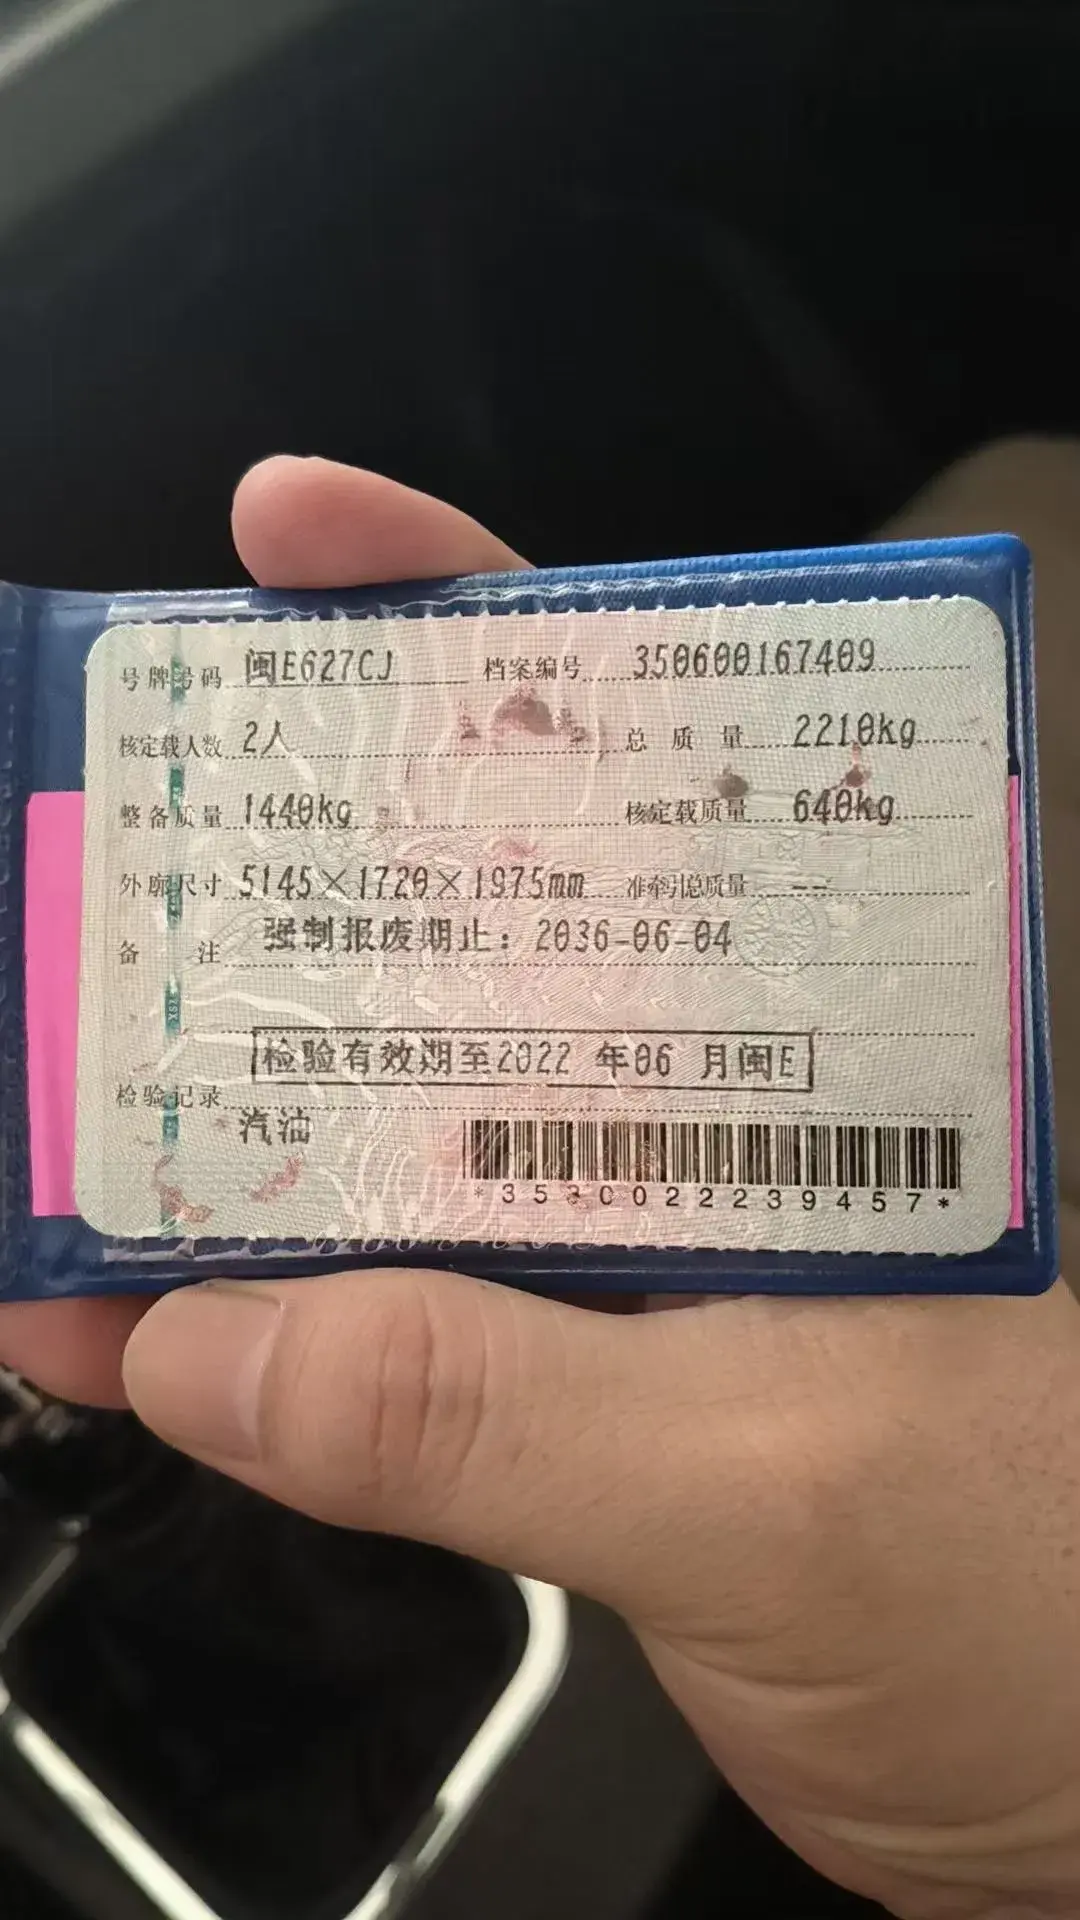 号牌号码 闽E627CJ 档案编号 350600167409
核定载人数 2人 总质量 2210kg
整备质量 1440kg 核定载质量 640kg
外廓尺寸 5145×1720×1975mm 准牵引总质量 --
备注 强制报废期止：2036-06-04
检验有效期至2022 年06 月闽E
检验记录
汽油
*3530022239457*